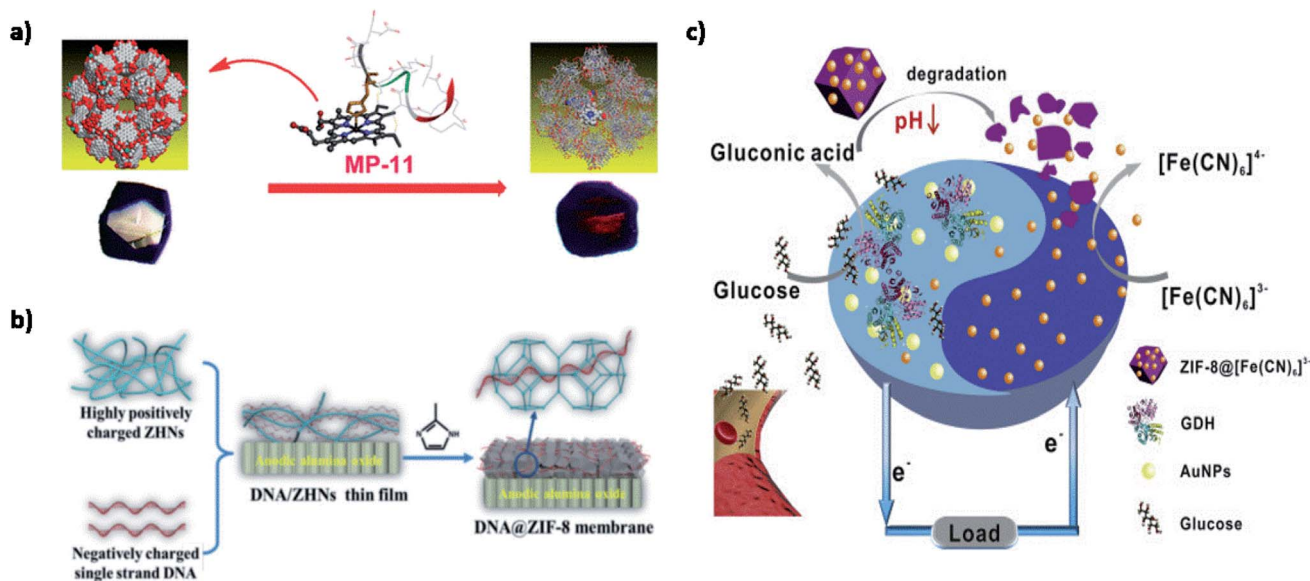 a)
MP-11
b)
Highly positively
charged ZHNs
Negatively charged
single strand DNA
Anodic alumina oxide
DNA/ZHNs thin film
N
NH
Anodic alumina oxide
DNA@ZIF-8 membrane
c)
degradation
pH↓
Gluconic acid
[Fe(CN)₆]⁴⁻
Glucose
[Fe(CN)₆]³⁻
ZIF-8@[Fe(CN)₆]³⁻
GDH
AuNPs
Glucose
e⁻
e⁻
Load